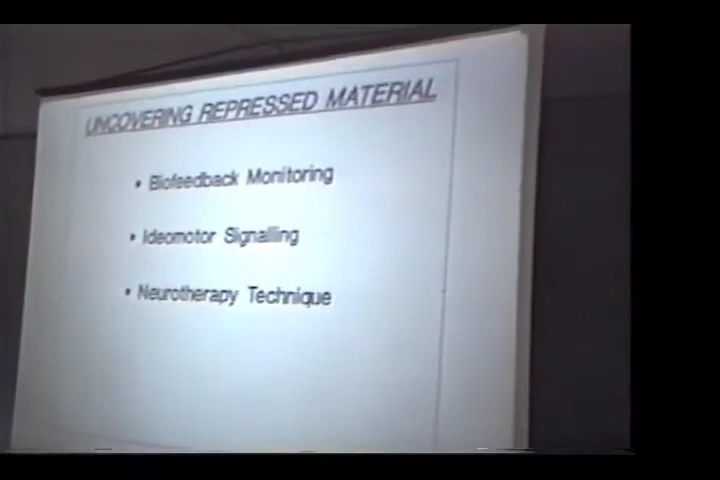 UNCOVERING REPRESSED MATERIAL
• Biofeedback Monitoring
• Ideomotor Signalling
• Neurotherapy Technique